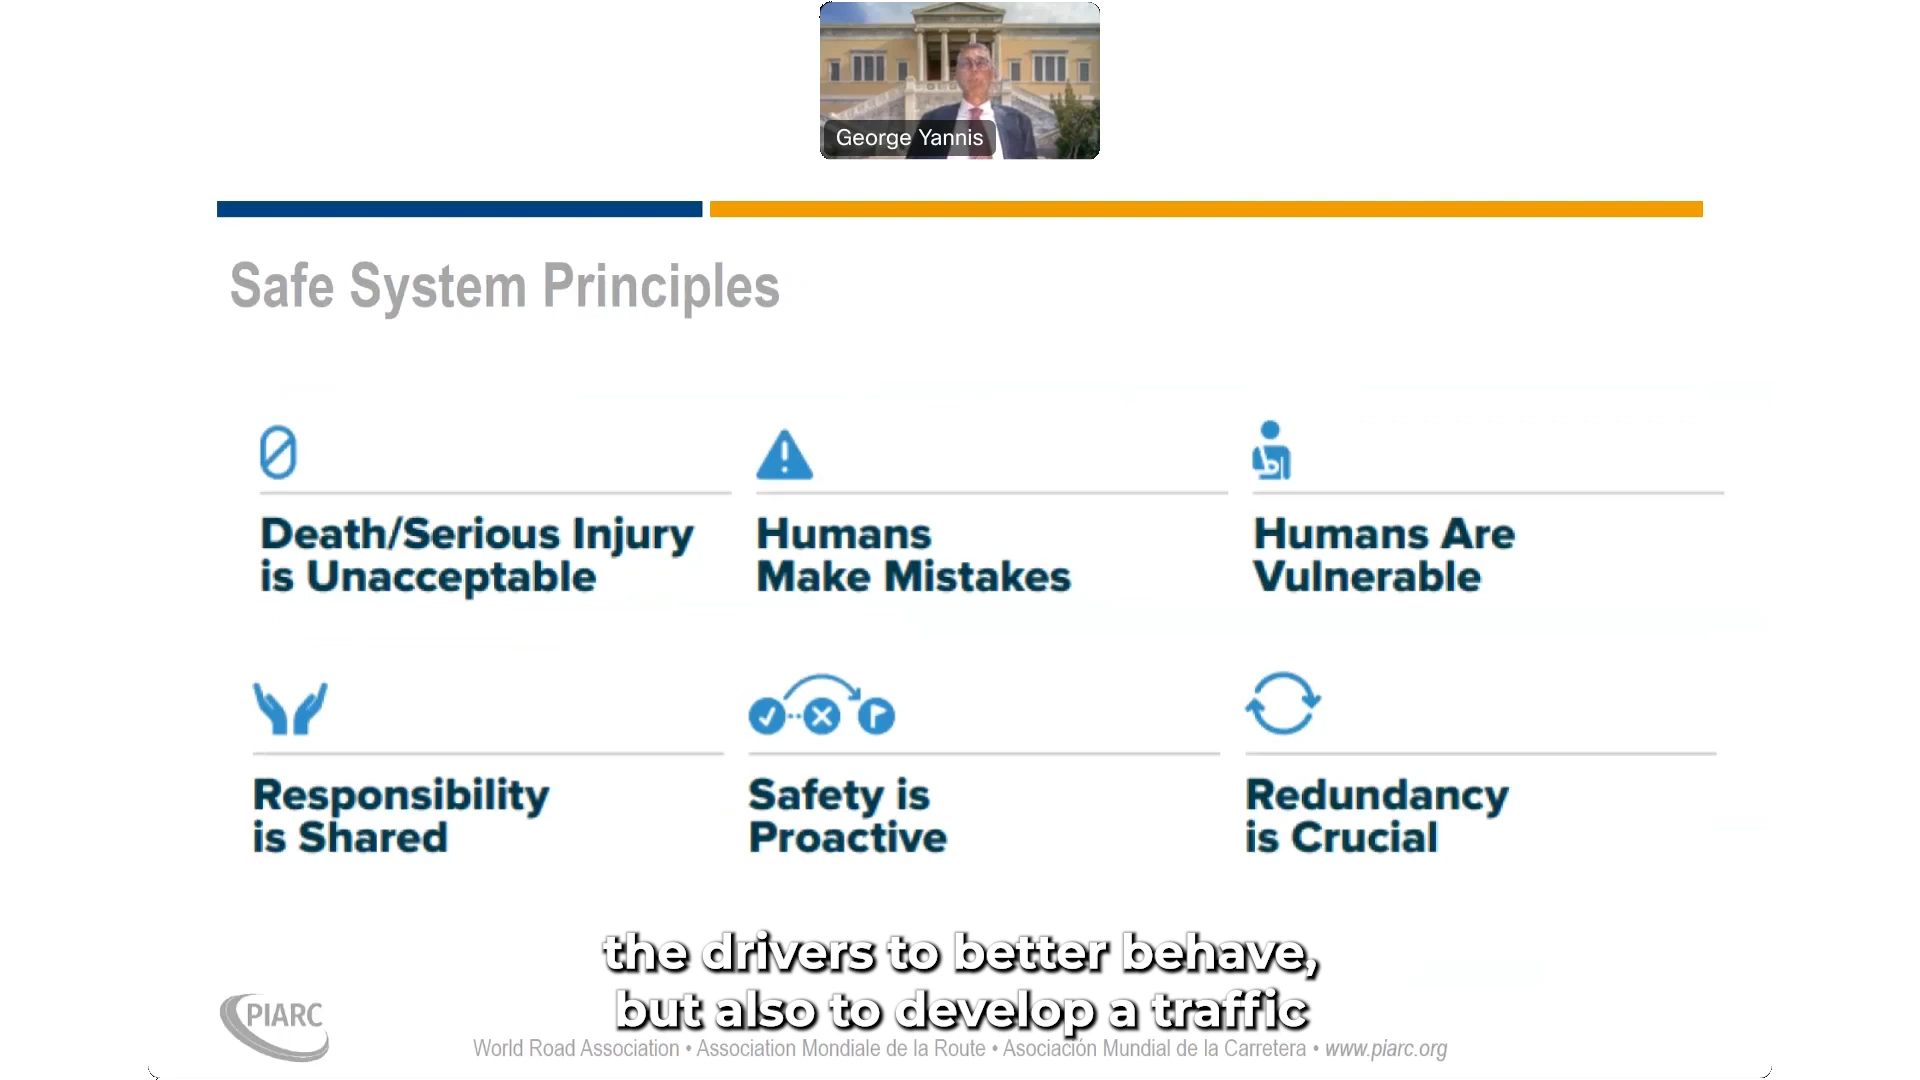 George Yannis
Safe System Principles
Death/Serious Injury
is Unacceptable
Humans
Make Mistakes
Humans Are
Vulnerable
Responsibility
is Shared
Safety is
Proactive
Redundancy
is Crucial
the drivers to better behave,
but also to develop a traffic
PIARC
World Road Association • Association Mondiale de la Route • Asociación Mundial de la Carretera • www.piarc.org